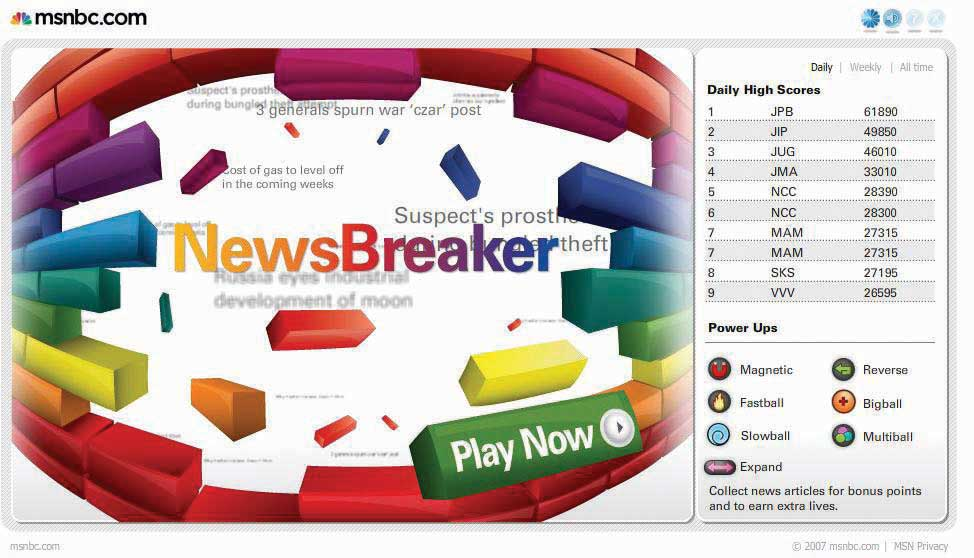 msnbc.com
Suspect's
during bungled theft attempt
3 generals spurn war 'czar' post
Cost of gas to level off
in the coming weeks
Suspect's prosthe
during bungled theft
NewsBreaker
Russia eyes industrial
development of moon
Play Now
Daily | Weekly | All time
Daily High Scores
1 JPB 61890
2 JIP 49850
3 JUG 46010
4 JMA 33010
5 NCC 28390
6 NCC 28300
7 MAM 27315
7 MAM 27315
8 SKS 27195
9 VVV 26595
Power Ups
Magnetic
Reverse
Fastball
Bigball
Slowball
Multiball
Expand
Collect news articles for bonus points
and to earn extra lives.
msnbc.com
© 2007 msnbc.com | MSN Privacy